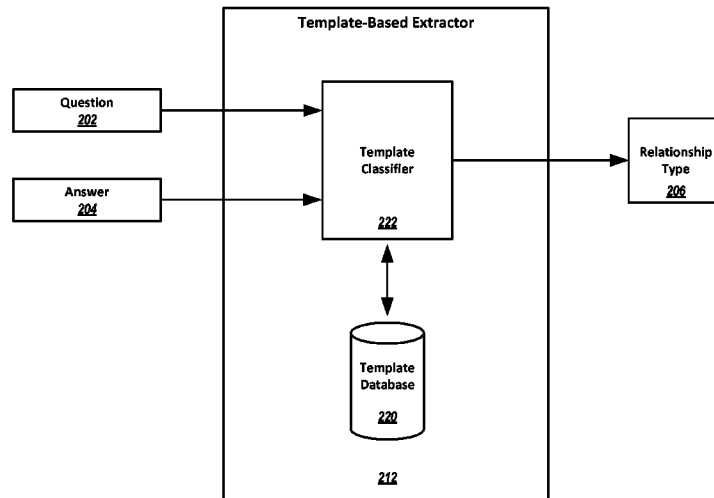 Template-Based Extractor
Question
202
Answer
204
Template
Classifier
222
Relationship
Type
206
Template
Database
220
212